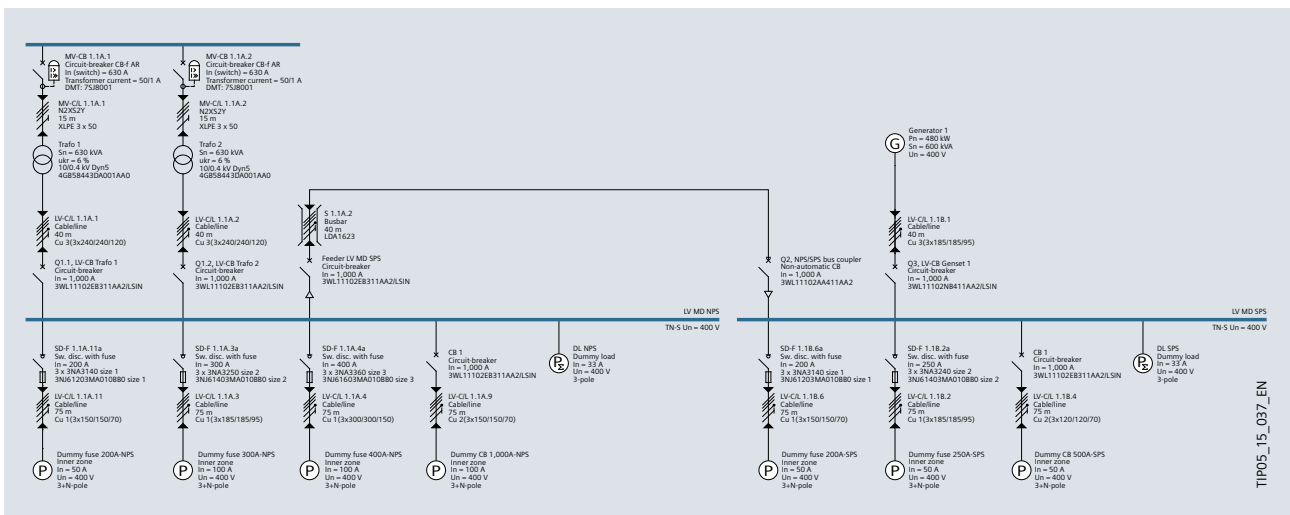 MV-CB 1.1A.1
Circuit-breaker CB-f AR
In (switch) = 630 A
Transformer current = 50/1 A
DMT: 7SJ8001
MV-CB 1.1A.2
Circuit-breaker CB-f AR
In (switch) = 630 A
Transformer current = 50/1 A
DMT: 7SJ8001
MV-C/L 1.1A.1
N2XS2Y
15 m
XLPE 3 x 50
MV-C/L 1.1A.2
N2XS2Y
15 m
XLPE 3 x 50
Trafo 1
Sn = 630 kVA
ukr = 6 %
10/0.4 kV Dyn5
4GB58443DA001AA0
Trafo 2
Sn = 630 kVA
ukr = 6 %
10/0.4 kV Dyn5
4GB58443DA001AA0
G
Generator 1
Pn = 480 kW
Sn = 600 kVA
Un = 400 V
LV-C/L 1.1A.1
Cable/line
40 m
Cu 3(3x240/240/120)
LV-C/L 1.1A.2
Cable/line
40 m
Cu 3(3x240/240/120)
S 1.1A.2
Busbar
40 m
LDA1623
LV-C/L 1.1B.1
Cable/line
40 m
Cu 3(3x185/185/95)
Q1.1, LV-CB Trafo 1
Circuit-breaker
In = 1,000 A
3WL11102EB311AA2/LSIN
Q1.2, LV-CB Trafo 2
Circuit-breaker
In = 1,000 A
3WL11102EB311AA2/LSIN
Feeder LV MD SPS
Circuit-breaker
In = 1,000 A
3WL11102EB311AA2/LSIN
Q2, NPS/SPS bus coupler
Non-automatic CB
In = 1,000 A
3WL11102AA411AA2
Q3, LV-CB Genset 1
Circuit-breaker
In = 1,000 A
3WL11102NB411AA2/LSIN
LV MD NPS
TN-S Un = 400 V
LV MD SPS
TN-S Un = 400 V
SD-F 1.1A.11a
Sw. disc. with fuse
In = 200 A
3 x 3NA3140 size 1
3NJ61203MA010BB0 size 1
SD-F 1.1A.3a
Sw. disc. with fuse
In = 300 A
3 x 3NA3250 size 2
3NJ61403MA010BB0 size 2
SD-F 1.1A.4a
Sw. disc. with fuse
In = 400 A
3 x 3NA3360 size 3
3NJ61603MA010BB0 size 3
CB 1
Circuit-breaker
In = 1,000 A
3WL11102EB311AA2/LSIN
PΣ
DL NPS
Dummy load
In = 33 A
Un = 400 V
3-pole
SD-F 1.1B.6a
Sw. disc. with fuse
In = 200 A
3 x 3NA3140 size 1
3NJ61203MA010BB0 size 1
SD-F 1.1B.2a
Sw. disc. with fuse
In = 250 A
3 x 3NA3240 size 2
3NJ61403MA010BB0 size 2
CB 1
Circuit-breaker
In = 1,000 A
3WL11102EB311AA2/LSIN
PΣ
DL SPS
Dummy load
In = 33 A
Un = 400 V
3-pole
LV-C/L 1.1A.11
Cable/line
75 m
Cu 1(3x150/150/70)
LV-C/L 1.1A.3
Cable/line
75 m
Cu 1(3x185/185/95)
LV-C/L 1.1A.4
Cable/line
75 m
Cu 1(3x300/300/150)
LV-C/L 1.1A.9
Cable/line
75 m
Cu 2(3x150/150/70)
LV-C/L 1.1B.6
Cable/line
75 m
Cu 1(3x150/150/70)
LV-C/L 1.1B.2
Cable/line
75 m
Cu 1(3x185/185/95)
LV-C/L 1.1B.4
Cable/line
75 m
Cu 2(3x120/120/70)
P
Dummy fuse 200A-NPS
Inner zone
In = 50 A
Un = 400 V
3+N-pole
P
Dummy fuse 300A-NPS
Inner zone
In = 100 A
Un = 400 V
3+N-pole
P
Dummy fuse 400A-NPS
Inner zone
In = 100 A
Un = 400 V
3+N-pole
P
Dummy CB 1,000A-NPS
Inner zone
In = 100 A
Un = 400 V
3+N-pole
P
Dummy fuse 200A-SPS
Inner zone
In = 50 A
Un = 400 V
3+N-pole
P
Dummy fuse 250A-SPS
Inner zone
In = 50 A
Un = 400 V
3+N-pole
P
Dummy CB 500A-SPS
Inner zone
In = 50 A
Un = 400 V
3+N-pole
TIP05_15_037_EN